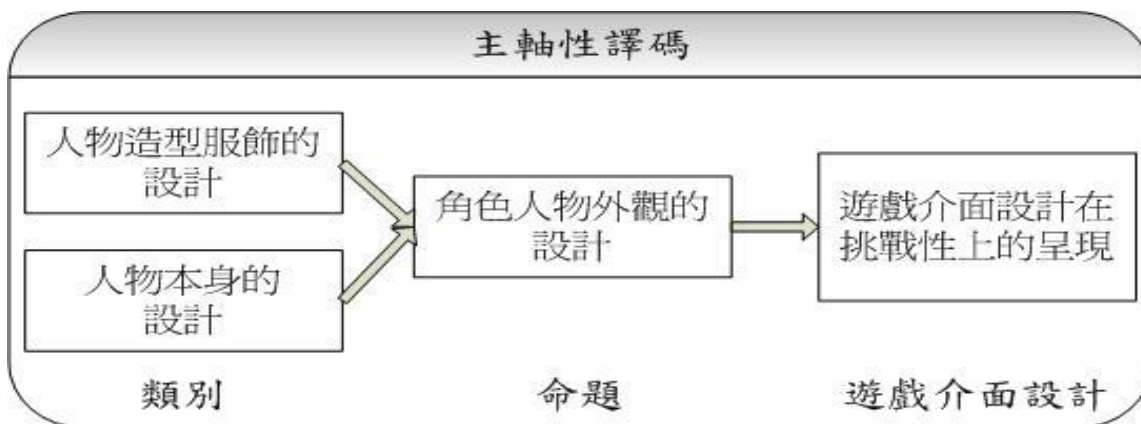 主軸性譯碼
人物造型服飾的
設計
人物本身的
設計
角色人物外觀的
設計
遊戲介面設計在
挑戰性上的呈現
類別
命題
遊戲介面設計